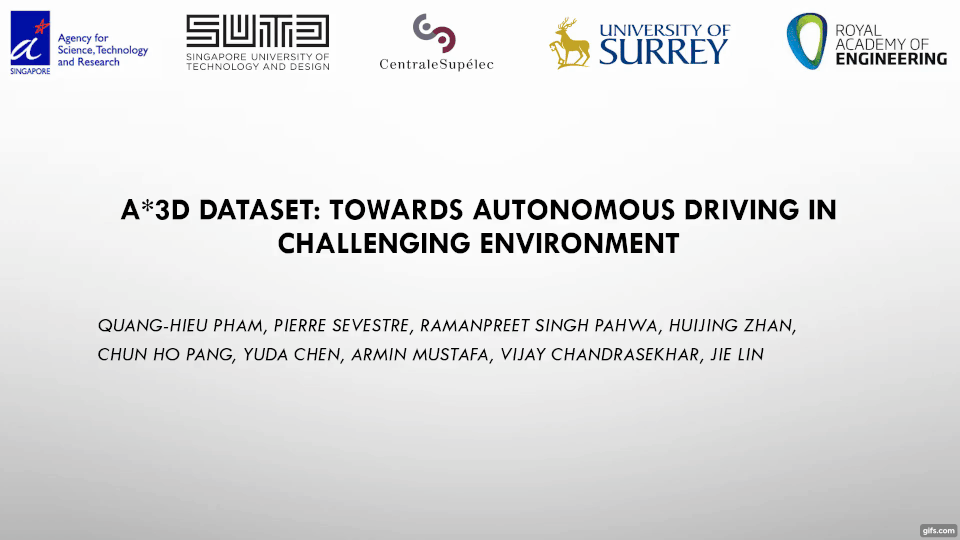 SINGAPORE
Agency for
Science, Technology
and Research
SUTD
SINGAPORE UNIVERSITY OF
TECHNOLOGY AND DESIGN
CentraleSupélec
UNIVERSITY OF
SURREY
ROYAL
ACADEMY OF
ENGINEERING
A*3D DATASET: TOWARDS AUTONOMOUS DRIVING IN
CHALLENGING ENVIRONMENT
QUANG-HIEU PHAM, PIERRE SEVESTRE, RAMANPREET SINGH PAHWA, HUIJING ZHAN,
CHUN HO PANG, YUDA CHEN, ARMIN MUSTAFA, VIJAY CHANDRASEKHAR, JIE LIN
gifs.com